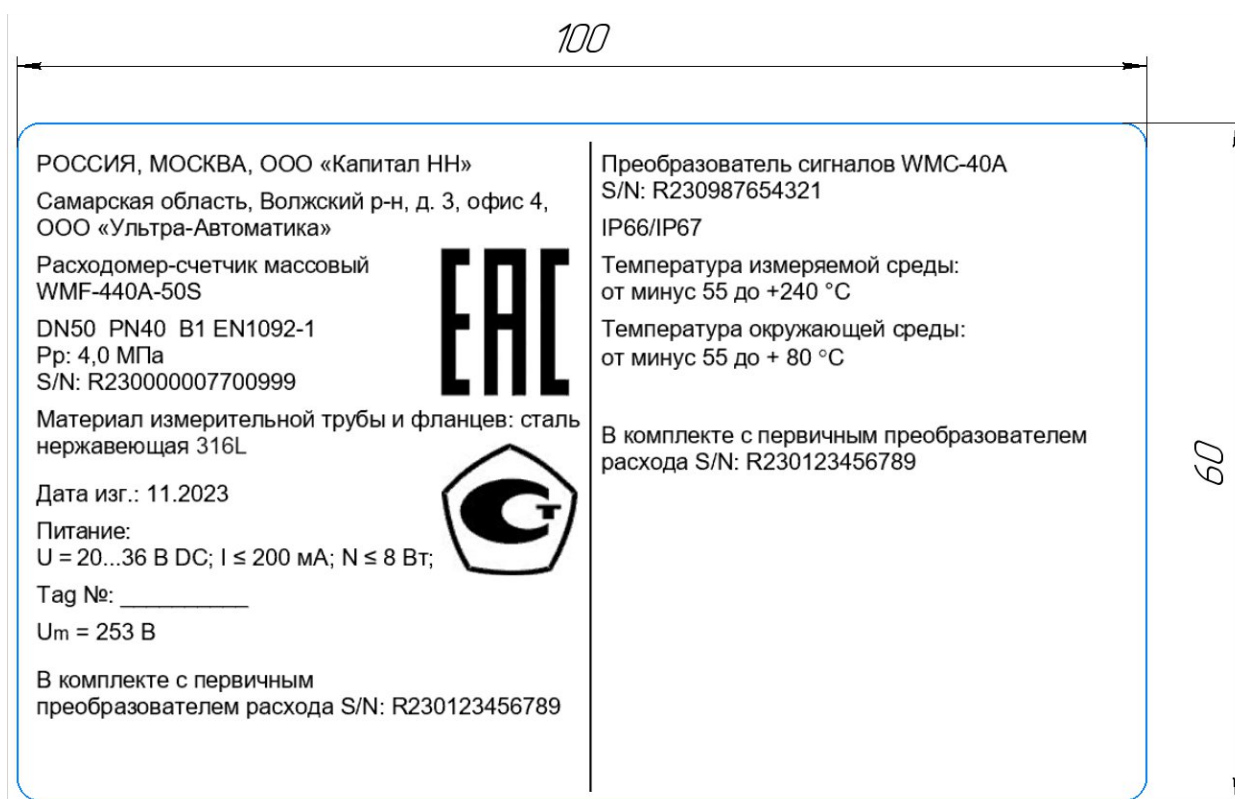 100
РОССИЯ, МОСКВА, ООО «Капитал НН»
Самарская область, Волжский р-н, д. 3, офис 4,
ООО «Ультра-Автоматика»
Расходомер-счетчик массовый
WMF-440A-50S
DN50 PN40 B1 EN1092-1
Pp: 4,0 МПа
S/N: R230000007700999
EAC
Материал измерительной трубы и фланцев: сталь
нержавеющая 316L
Дата изг.: 11.2023
Ст
Питание:
U = 20...36 В DC; I ≤ 200 мА; N ≤ 8 Вт;
Tag №: __________
Um = 253 В
В комплекте с первичным
преобразователем расхода S/N: R230123456789
Преобразователь сигналов WMC-40A
S/N: R230987654321
IP66/IP67
Температура измеряемой среды:
от минус 55 до +240 °C
Температура окружающей среды:
от минус 55 до + 80 °C
В комплекте с первичным преобразователем
расхода S/N: R230123456789
60